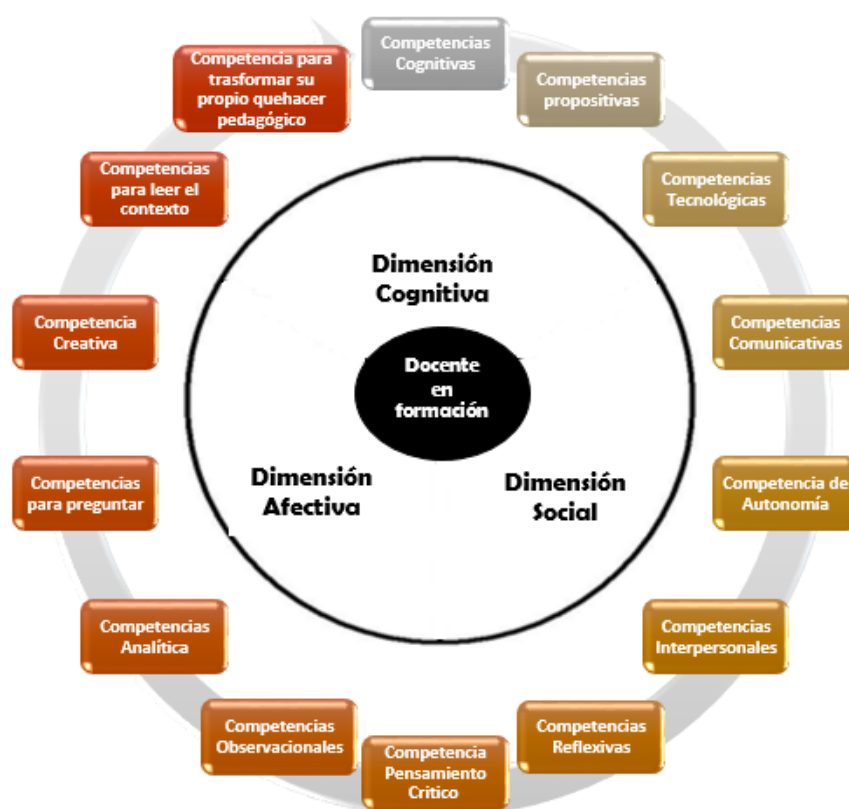 Competencias
Cognitivas
Competencias
propositivas
Competencias
Tecnológicas
Competencias
Comunicativas
Competencia de
Autonomía
Competencias
Interpersonales
Competencias
Reflexivas
Competencia
Pensamiento
Critico
Competencias
Observacionales
Competencias
Analítica
Competencias
para preguntar
Competencia
Creativa
Competencias
para leer el
contexto
Competencia para
trasformar su
propio quehacer
pedagógico
Dimensión
Cognitiva
Docente
en
formación
Dimensión
Afectiva
Dimensión
Social